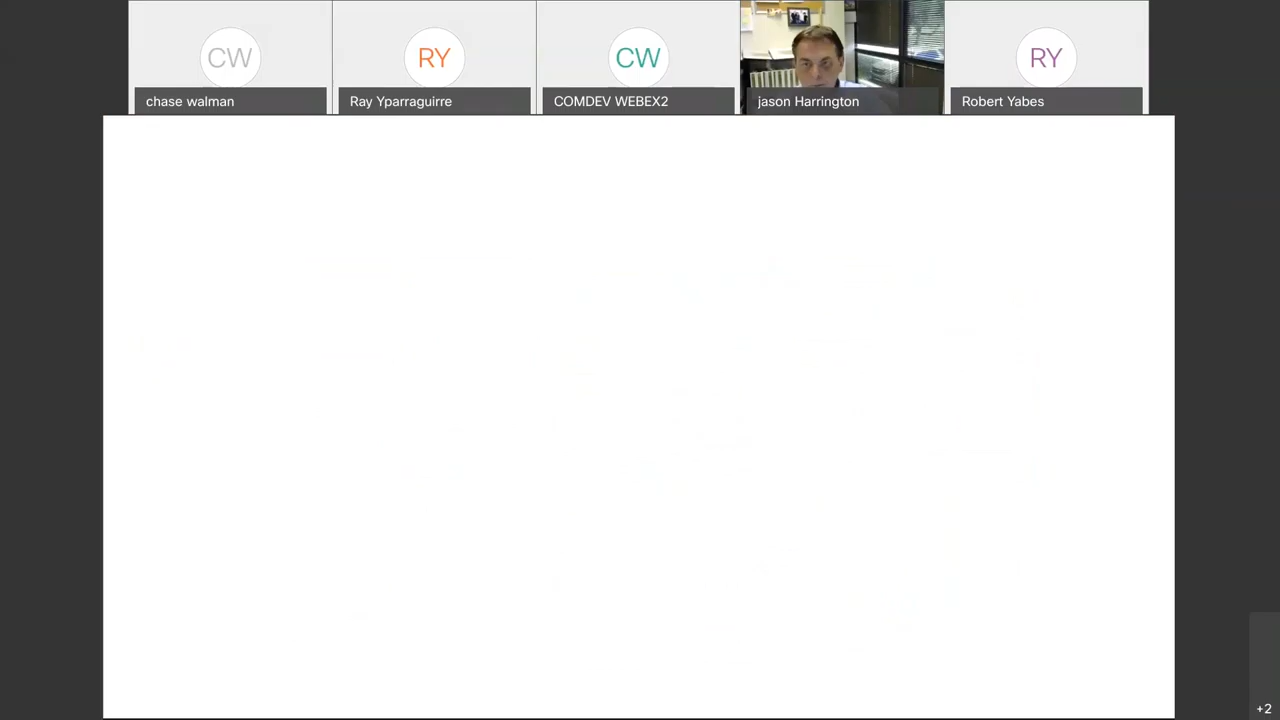 CW
RY
CW
RY
chase walman
Ray Yparraguirre
COMDEV WEBEX2
jason Harrington
Robert Yabes
+2